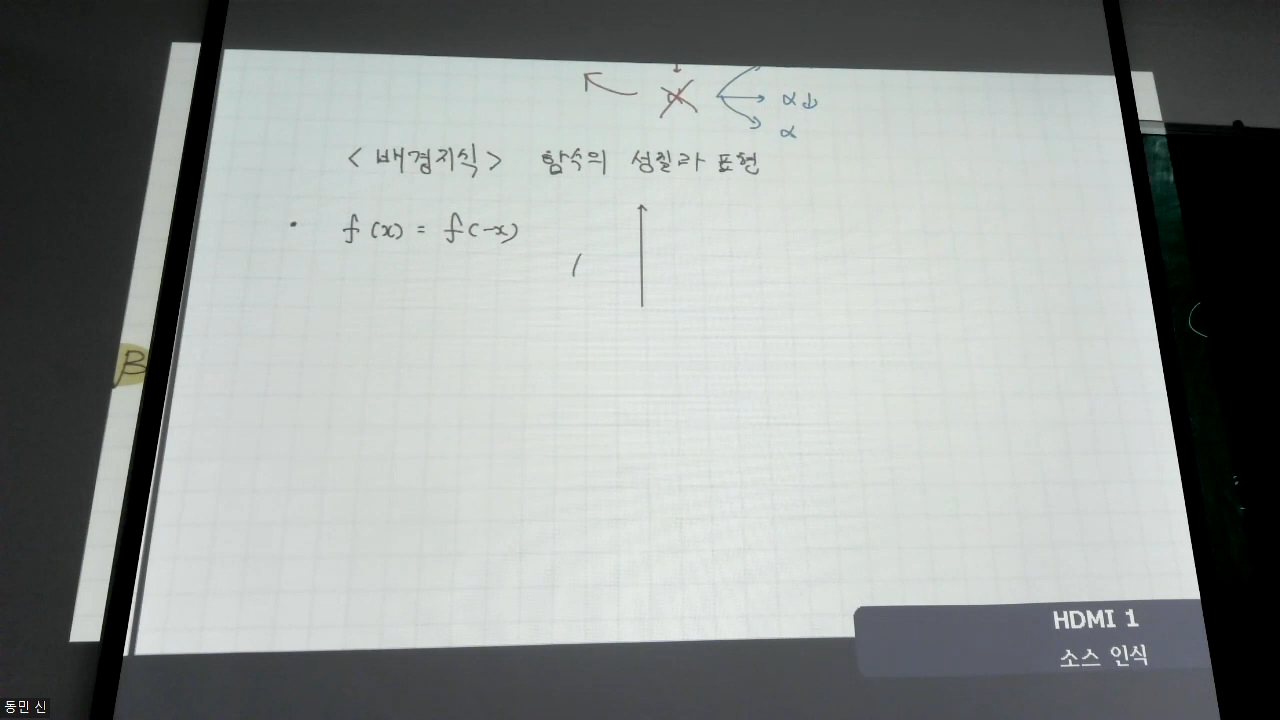 α↓
α
<배경지식> 함수의 성질과 표현
• f(x) = f(-x)
B
HDMI 1
소스 인식
동민 신